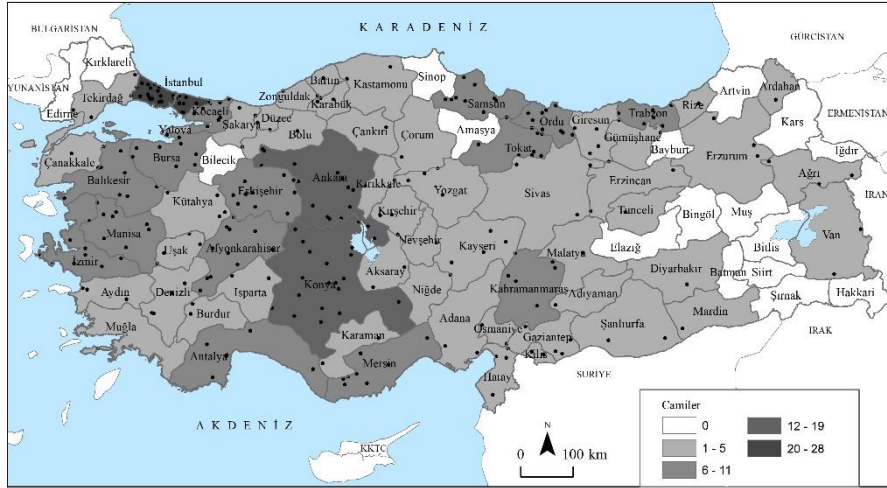 KARADENİZ
BULGARİSTAN
GÜRCİSTAN
Kırklareli
Sinop
Bartın
Kastamonu
İstanbul
Artvin
Ardahan
YUNANİSTAN
Edirne
Tekirdağ
Zonguldak
Karabük
Samsun
Kocaeli
Sakarya
Düzce
Ordu
Giresun
Trabzon
Rize
Kars
ERMENİSTAN
Yalova
Bolu
Çankırı
Çorum
Amasya
Tokat
Gümüşhane
Bayburt
Iğdır
Çanakkale
Bursa
Bilecik
Erzurum
Balıkesir
Ankara
Kırıkkale
Erzincan
Ağrı
İRAN
Eskişehir
Yozgat
Sivas
Kütahya
Tunceli
Bingöl
Muş
Kırşehir
Manisa
Van
Uşak
Afyonkarahisar
Nevşehir
Kayseri
Elazığ
Bitlis
İzmir
Malatya
Aksaray
Diyarbakır
Batman
Siirt
Aydın
Denizli
Isparta
Konya
Niğde
Kahramanmaraş
Adıyaman
Hakkari
Burdur
Mardin
Şırnak
Muğla
Karaman
Adana
Osmaniye
Gaziantep
Şanlıurfa
Antalya
Mersin
Kilis
IRAK
Hatay
SURİYE
AKDENİZ
KKTC
N
0 100 km
Camiler
0
1 - 5
6 - 11
12 - 19
20 - 28